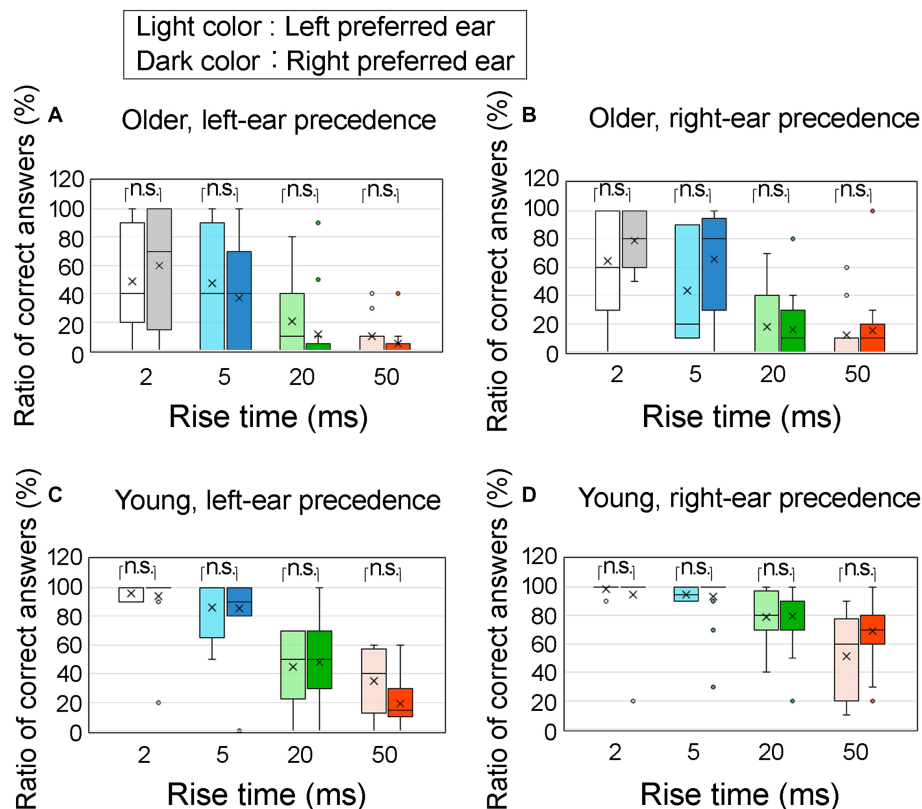 Light color : Left preferred ear
Dark color : Right preferred ear
A
Older, left-ear precedence
Ratio of correct answers (%)
120
100
80
60
40
20
0
n.s.
n.s.
n.s.
n.s.
2
5
20
50
Rise time (ms)
B
Older, right-ear precedence
Ratio of correct answers (%)
120
100
80
60
40
20
0
n.s.
n.s.
n.s.
n.s.
2
5
20
50
Rise time (ms)
C
Young, left-ear precedence
Ratio of correct answers (%)
120
100
80
60
40
20
0
n.s.
n.s.
n.s.
n.s.
2
5
20
50
Rise time (ms)
D
Young, right-ear precedence
Ratio of correct answers (%)
120
100
80
60
40
20
0
n.s.
n.s.
n.s.
n.s.
2
5
20
50
Rise time (ms)